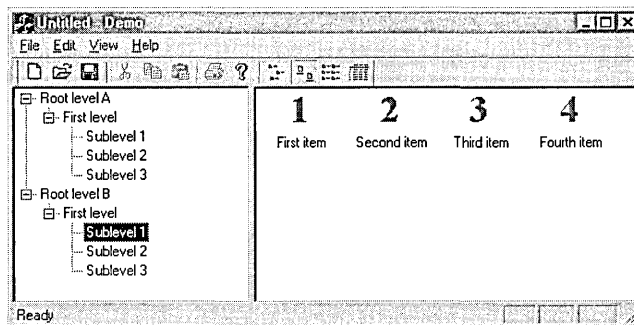 Untitled - Demo
File Edit View Help
Root level A
First level
Sublevel 1
Sublevel 2
Sublevel 3
Root level B
First level
Sublevel 1
Sublevel 2
Sublevel 3
1 2 3 4
First item Second item Third item Fourth item
Ready